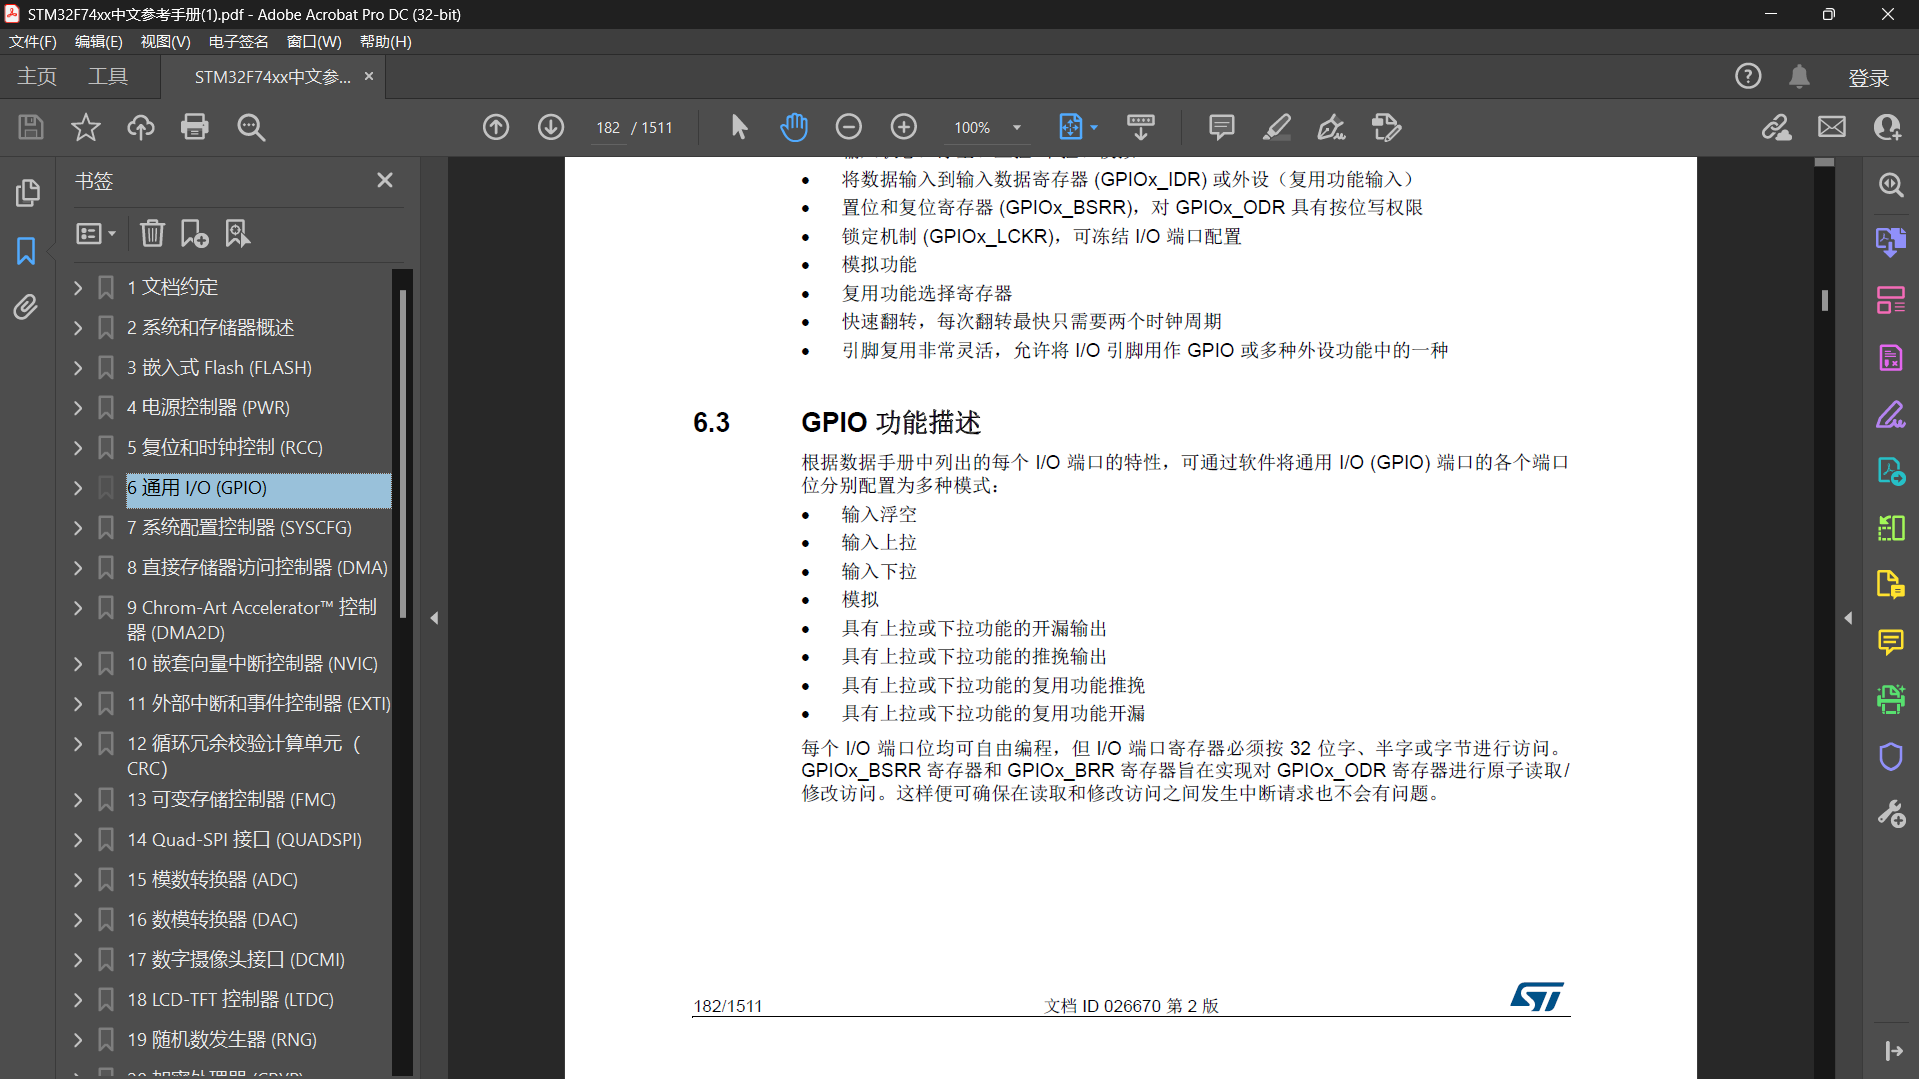 STM32F74xx中文参考手册(1).pdf - Adobe Acrobat Pro DC (32-bit)
文件(F) 编辑(E) 视图(V) 电子签名 窗口(W) 帮助(H)
主页 工具 STM32F74xx中文参... × 登录
182 / 1511 100%
书签
1 文档约定
2 系统和存储器概述
3 嵌入式 Flash (FLASH)
4 电源控制器 (PWR)
5 复位和时钟控制 (RCC)
6 通用 I/O (GPIO)
7 系统配置控制器 (SYSCFG)
8 直接存储器访问控制器 (DMA)
9 Chrom-Art Accelerator™ 控制
器 (DMA2D)
10 嵌套向量中断控制器 (NVIC)
11 外部中断和事件控制器 (EXTI)
12 循环冗余校验计算单元（
CRC)
13 可变存储控制器 (FMC)
14 Quad-SPI 接口 (QUADSPI)
15 模数转换器 (ADC)
16 数模转换器 (DAC)
17 数字摄像头接口 (DCMI)
18 LCD-TFT 控制器 (LTDC)
19 随机数发生器 (RNG)
• 将数据输入到输入数据寄存器 (GPIOx_IDR) 或外设（复用功能输入）
• 置位和复位寄存器 (GPIOx_BSRR)，对 GPIOx_ODR 具有按位写权限
• 锁定机制 (GPIOx_LCKR)，可冻结 I/O 端口配置
• 模拟功能
• 复用功能选择寄存器
• 快速翻转，每次翻转最快只需要两个时钟周期
• 引脚复用非常灵活，允许将 I/O 引脚用作 GPIO 或多种外设功能中的一种
6.3 GPIO 功能描述
根据数据手册中列出的每个 I/O 端口的特性，可通过软件将通用 I/O (GPIO) 端口的各个端口
位分别配置为多种模式：
• 输入浮空
• 输入上拉
• 输入下拉
• 模拟
• 具有上拉或下拉功能的开漏输出
• 具有上拉或下拉功能的推挽输出
• 具有上拉或下拉功能的复用功能推挽
• 具有上拉或下拉功能的复用功能开漏
每个 I/O 端口位均可自由编程，但 I/O 端口寄存器必须按 32 位字、半字或字节进行访问。
GPIOx_BSRR 寄存器和 GPIOx_BRR 寄存器旨在实现对 GPIOx_ODR 寄存器进行原子读取/
修改访问。这样便可确保在读取和修改访问之间发生中断请求也不会有问题。
182/1511 文档 ID 026670 第 2 版 ST